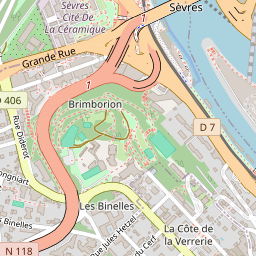 Sèvres
Cité De
La Céramique
Sèvres
1
Grande Rue
D 406
1
Brimborion
Rue Diderot
D 7
ongniart
Les Binelles
1
Binelles
La Côte de
la Verrerie
Rue Jules Hetzel
du Cerf
N 118